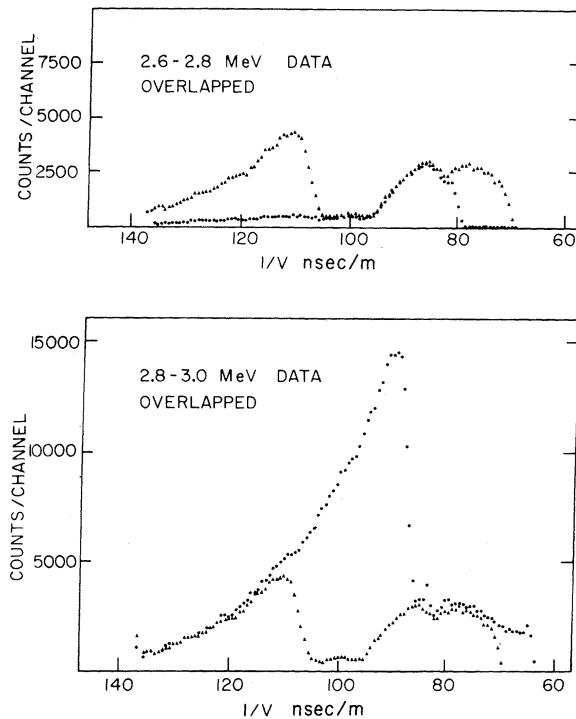 COUNTS/CHANNEL
7500
5000
2500
2.6-2.8 MeV DATA
OVERLAPPED
140 120 100 80 60
1/V nsec/m
COUNTS/CHANNEL
15000
10000
5000
2.8-3.0 MeV DATA
OVERLAPPED
140 120 100 80 60
1/V nsec/m